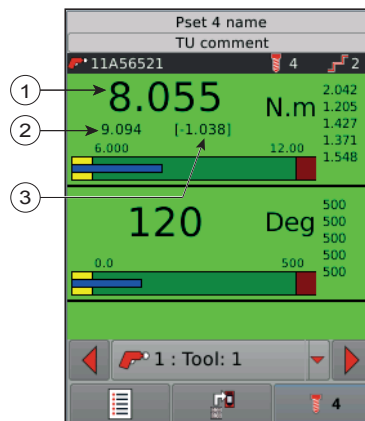 Pset 4 name
TU comment
11A56521 4 2
1 8.055 N.m
2.042
1.205
1.427
1.371
1.548
2 9.094 [-1.038]
6.000 12.00
3
120 Deg
500
500
500
500
500
0.0 500
1 : Tool: 1
4